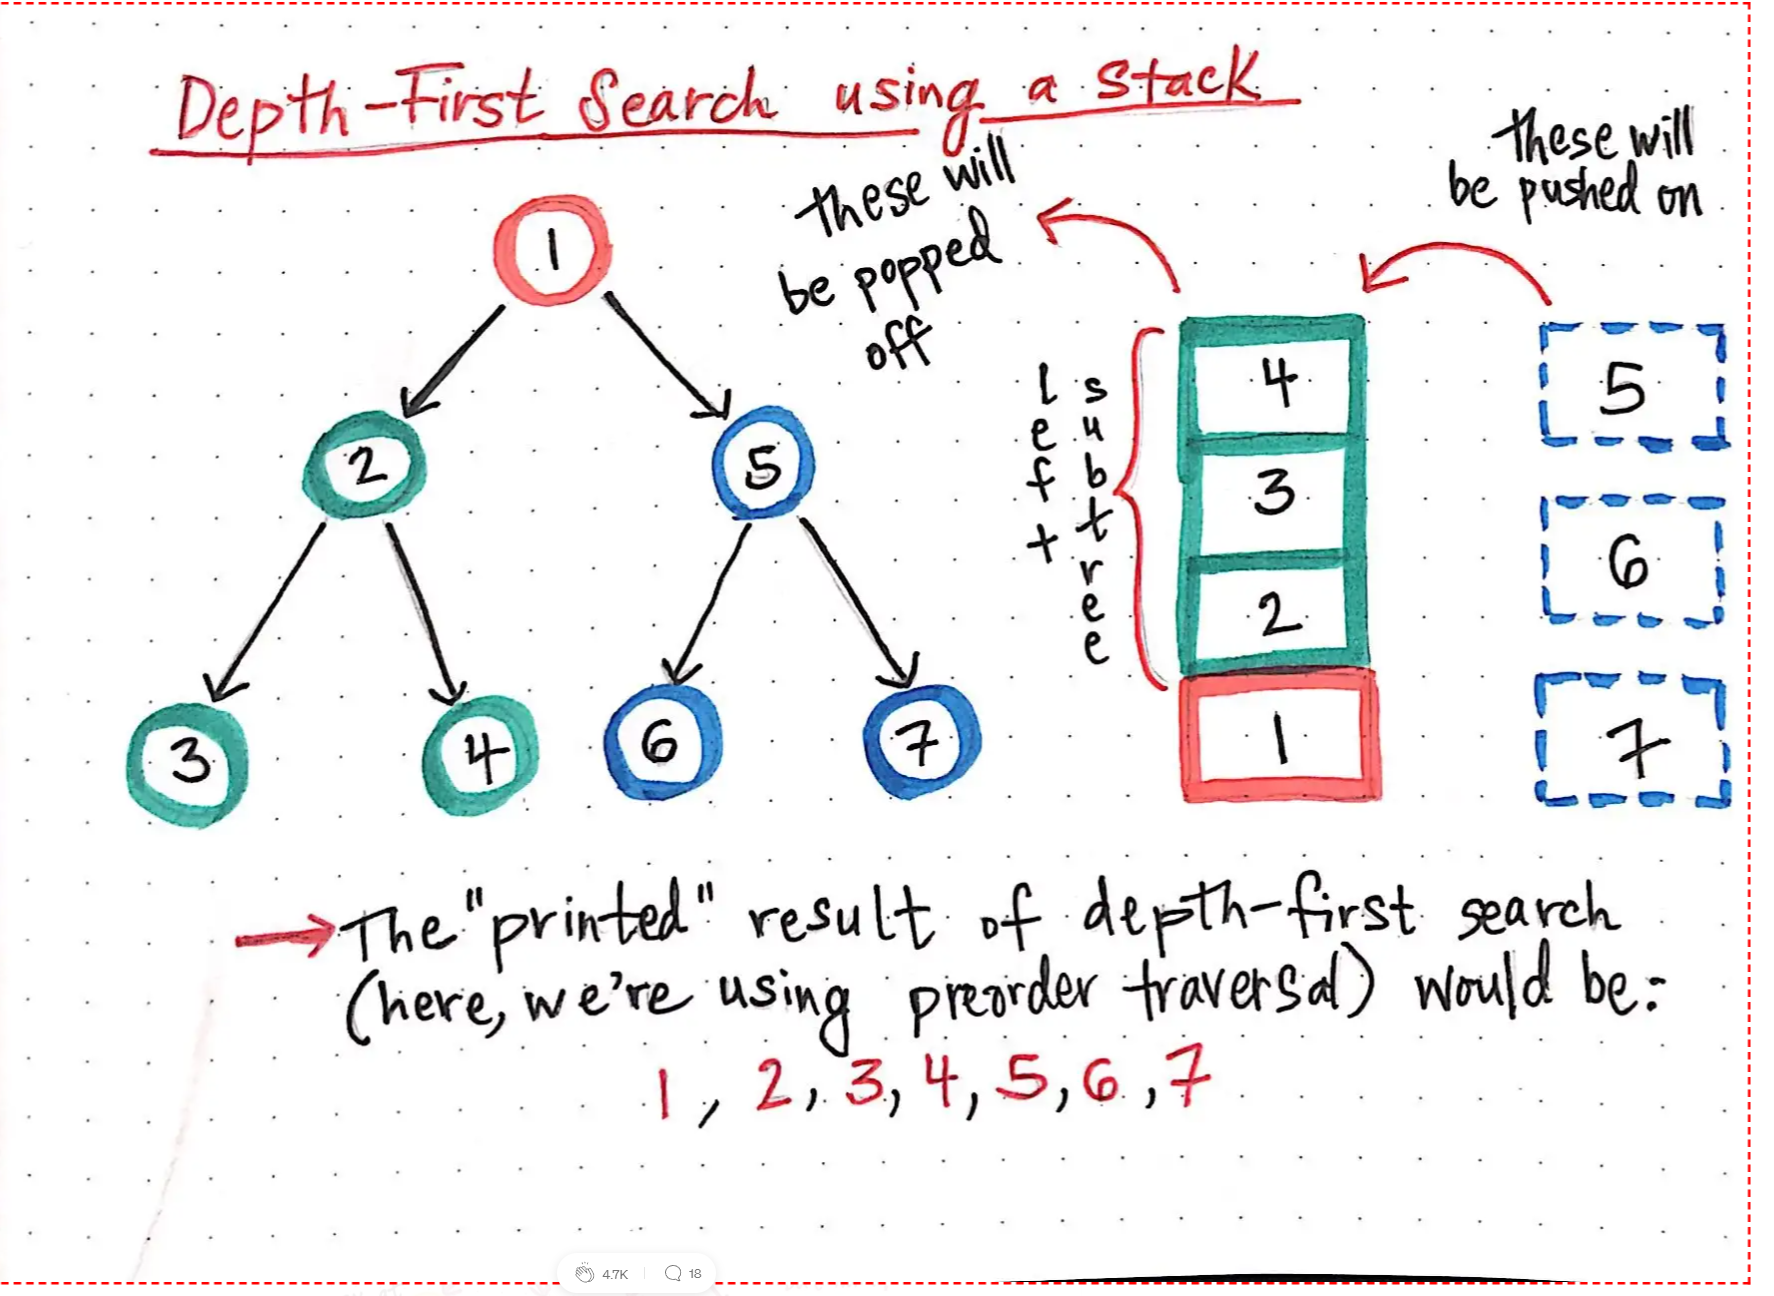 Depth-First Search using a stack
these will
be popped
off
these will
be pushed on
1
2
5
3
4
6
7
left
subtree
4
3
2
1
5
6
7
The "printed" result of depth-first search
(here, we're using preorder traversal) would be:
1, 2, 3, 4, 5, 6, 7
4.7K
18